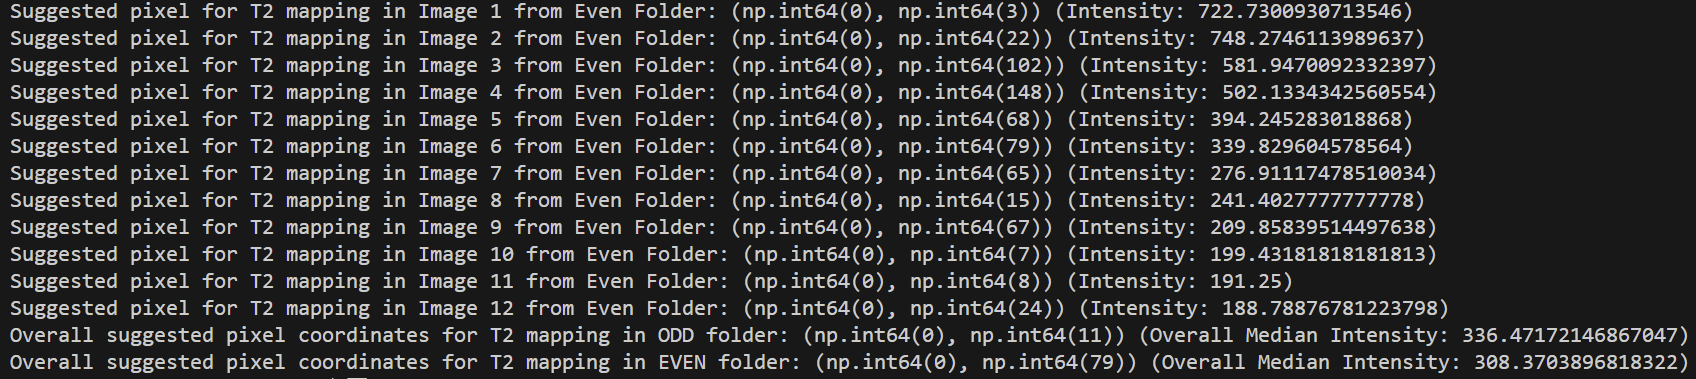 Suggested pixel for T2 mapping in Image 1 from Even Folder: (np.int64(0), np.int64(3)) (Intensity: 722.7300930713546)
Suggested pixel for T2 mapping in Image 2 from Even Folder: (np.int64(0), np.int64(22)) (Intensity: 748.2746113989637)
Suggested pixel for T2 mapping in Image 3 from Even Folder: (np.int64(0), np.int64(102)) (Intensity: 581.9470092332397)
Suggested pixel for T2 mapping in Image 4 from Even Folder: (np.int64(0), np.int64(148)) (Intensity: 502.1334342560554)
Suggested pixel for T2 mapping in Image 5 from Even Folder: (np.int64(0), np.int64(68)) (Intensity: 394.245283018868)
Suggested pixel for T2 mapping in Image 6 from Even Folder: (np.int64(0), np.int64(79)) (Intensity: 339.829604578564)
Suggested pixel for T2 mapping in Image 7 from Even Folder: (np.int64(0), np.int64(65)) (Intensity: 276.91117478510034)
Suggested pixel for T2 mapping in Image 8 from Even Folder: (np.int64(0), np.int64(15)) (Intensity: 241.4027777777778)
Suggested pixel for T2 mapping in Image 9 from Even Folder: (np.int64(0), np.int64(67)) (Intensity: 209.85839514497638)
Suggested pixel for T2 mapping in Image 10 from Even Folder: (np.int64(0), np.int64(7)) (Intensity: 199.43181818181813)
Suggested pixel for T2 mapping in Image 11 from Even Folder: (np.int64(0), np.int64(8)) (Intensity: 191.25)
Suggested pixel for T2 mapping in Image 12 from Even Folder: (np.int64(0), np.int64(24)) (Intensity: 188.78876781223798)
Overall suggested pixel coordinates for T2 mapping in ODD folder: (np.int64(0), np.int64(11)) (Overall Median Intensity: 336.47172146867047)
Overall suggested pixel coordinates for T2 mapping in EVEN folder: (np.int64(0), np.int64(79)) (Overall Median Intensity: 308.3703896818322)